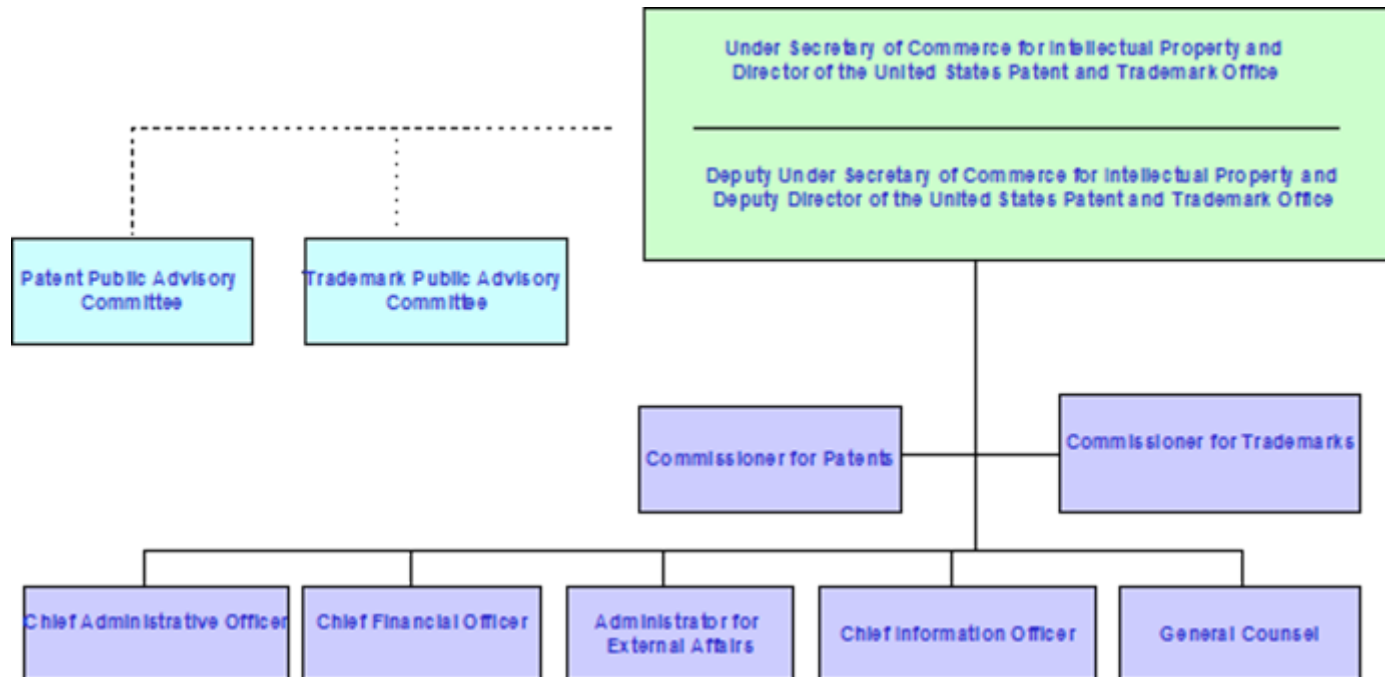 Under Secretary of Commerce for Intellectual Property and
Director of the United States Patent and Trademark Office
Deputy Under Secretary of Commerce for Intellectual Property and
Deputy Director of the United States Patent and Trademark Office
Patent Public Advisory
Committee
Trademark Public Advisory
Committee
Commissioner for Patents
Commissioner for Trademarks
Chief Administrative Officer
Chief Financial Officer
Administrator for
External Affairs
Chief Information Officer
General Counsel